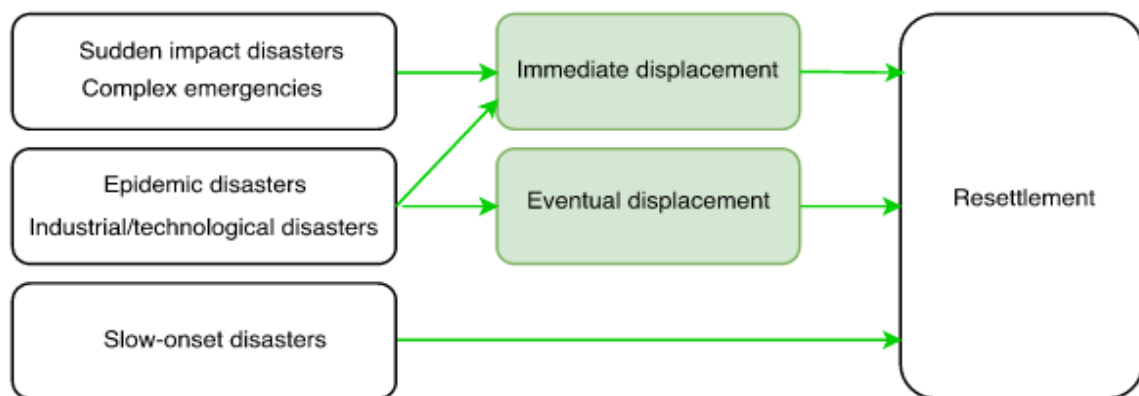 Sudden impact disasters
Complex emergencies
Immediate displacement
Epidemic disasters
Industrial/technological disasters
Eventual displacement
Resettlement
Slow-onset disasters